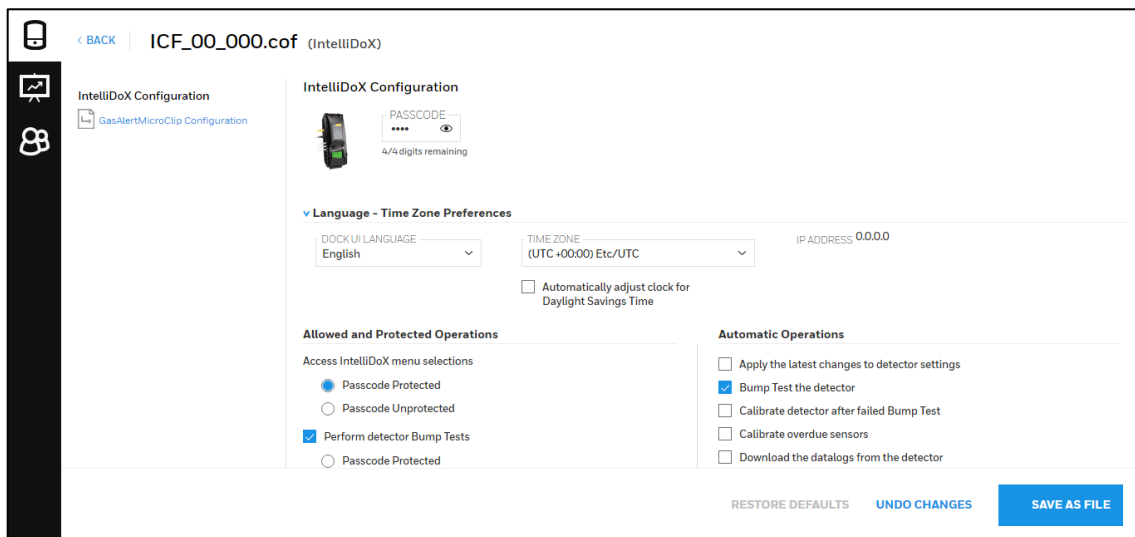 < BACK
ICF_00_000.cof (IntelliDoX)
IntelliDoX Configuration
GasAlertMicroClip Configuration
IntelliDoX Configuration
PASSCODE
••••
4/4 digits remaining
Language - Time Zone Preferences
DOCK UI LANGUAGE
English
TIME ZONE
(UTC +00:00) Etc/UTC
IP ADDRESS 0.0.0.0
Automatically adjust clock for
Daylight Savings Time
Allowed and Protected Operations
Access IntelliDoX menu selections
Passcode Protected
Passcode Unprotected
Perform detector Bump Tests
Passcode Protected
Automatic Operations
Apply the latest changes to detector settings
Bump Test the detector
Calibrate detector after failed Bump Test
Calibrate overdue sensors
Download the datalogs from the detector
RESTORE DEFAULTS
UNDO CHANGES
SAVE AS FILE